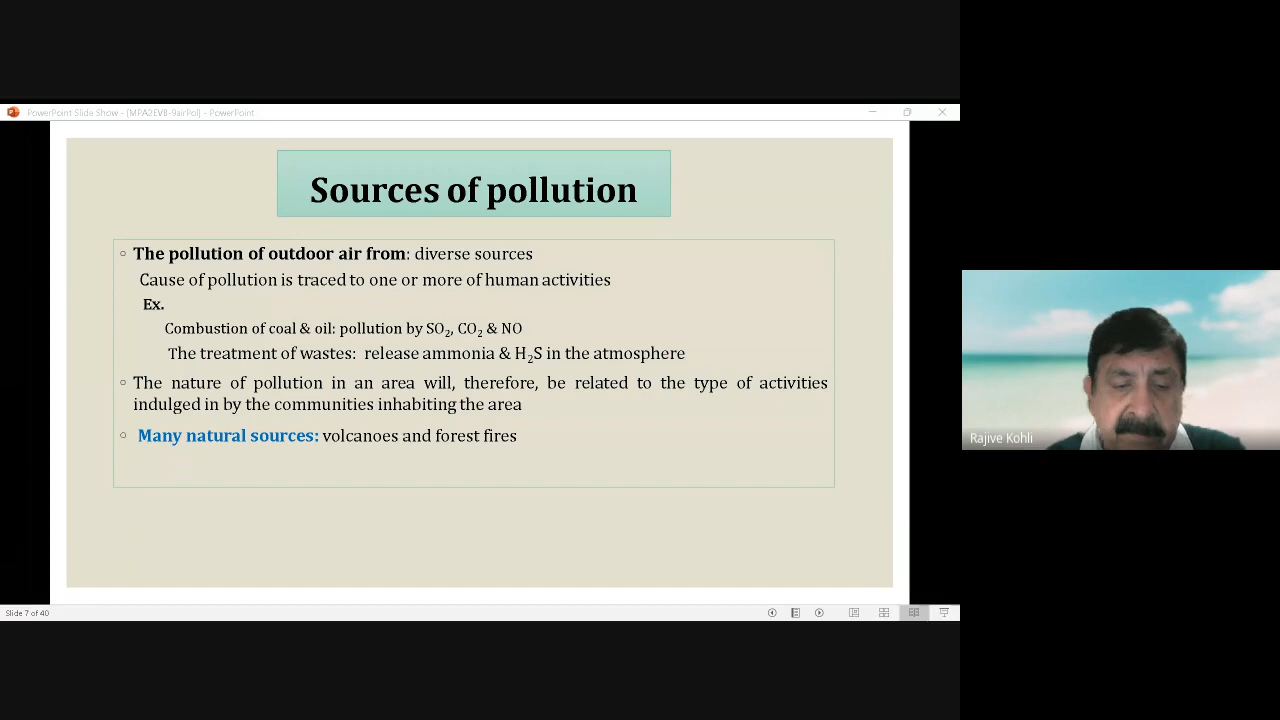 PowerPoint Slide Show - [MPA2EV8-9airPol] - PowerPoint
Sources of pollution
The pollution of outdoor air from: diverse sources
Cause of pollution is traced to one or more of human activities
Ex.
Combustion of coal & oil: pollution by SO₂, CO₂ & NO
The treatment of wastes: release ammonia & H₂S in the atmosphere
The nature of pollution in an area will, therefore, be related to the type of activities
indulged in by the communities inhabiting the area
Many natural sources: volcanoes and forest fires
Rajive Kohli
Slide 7 of 40